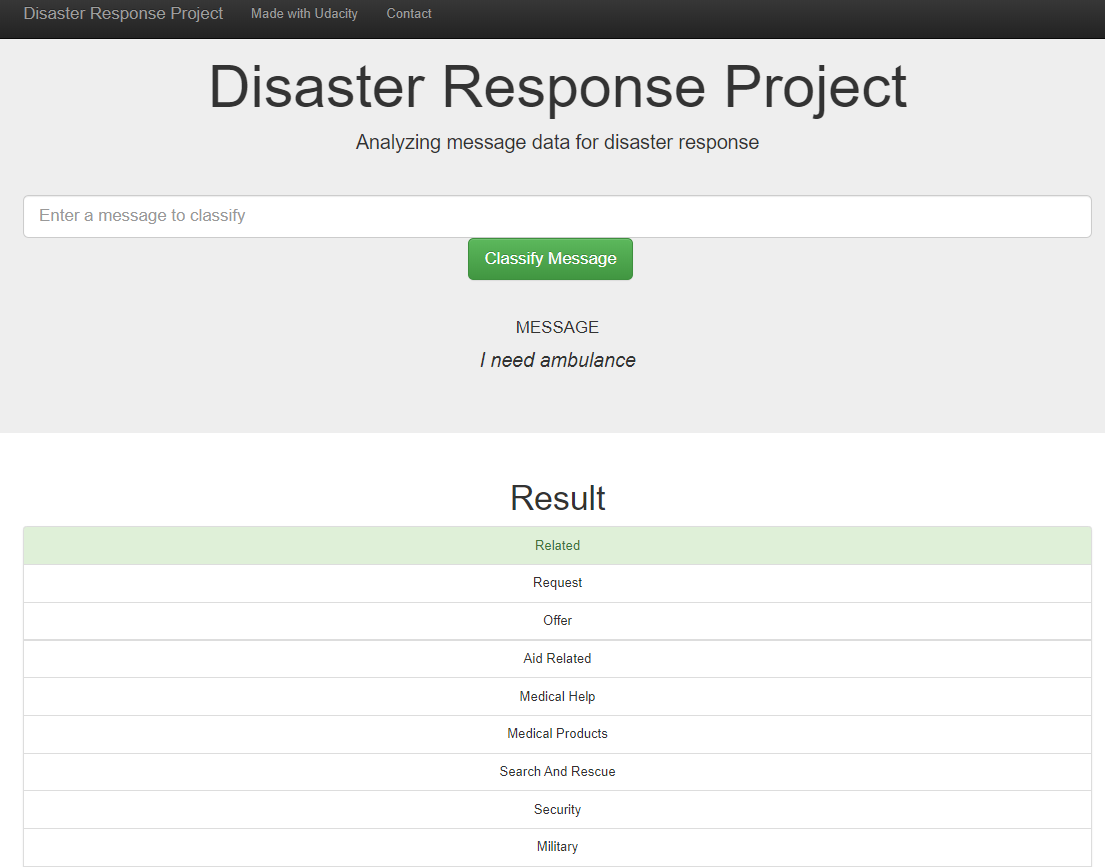 Disaster Response Project Made with Udacity Contact
Disaster Response Project
Analyzing message data for disaster response
Enter a message to classify
Classify Message
MESSAGE
I need ambulance
Result
Related
Request
Offer
Aid Related
Medical Help
Medical Products
Search And Rescue
Security
Military